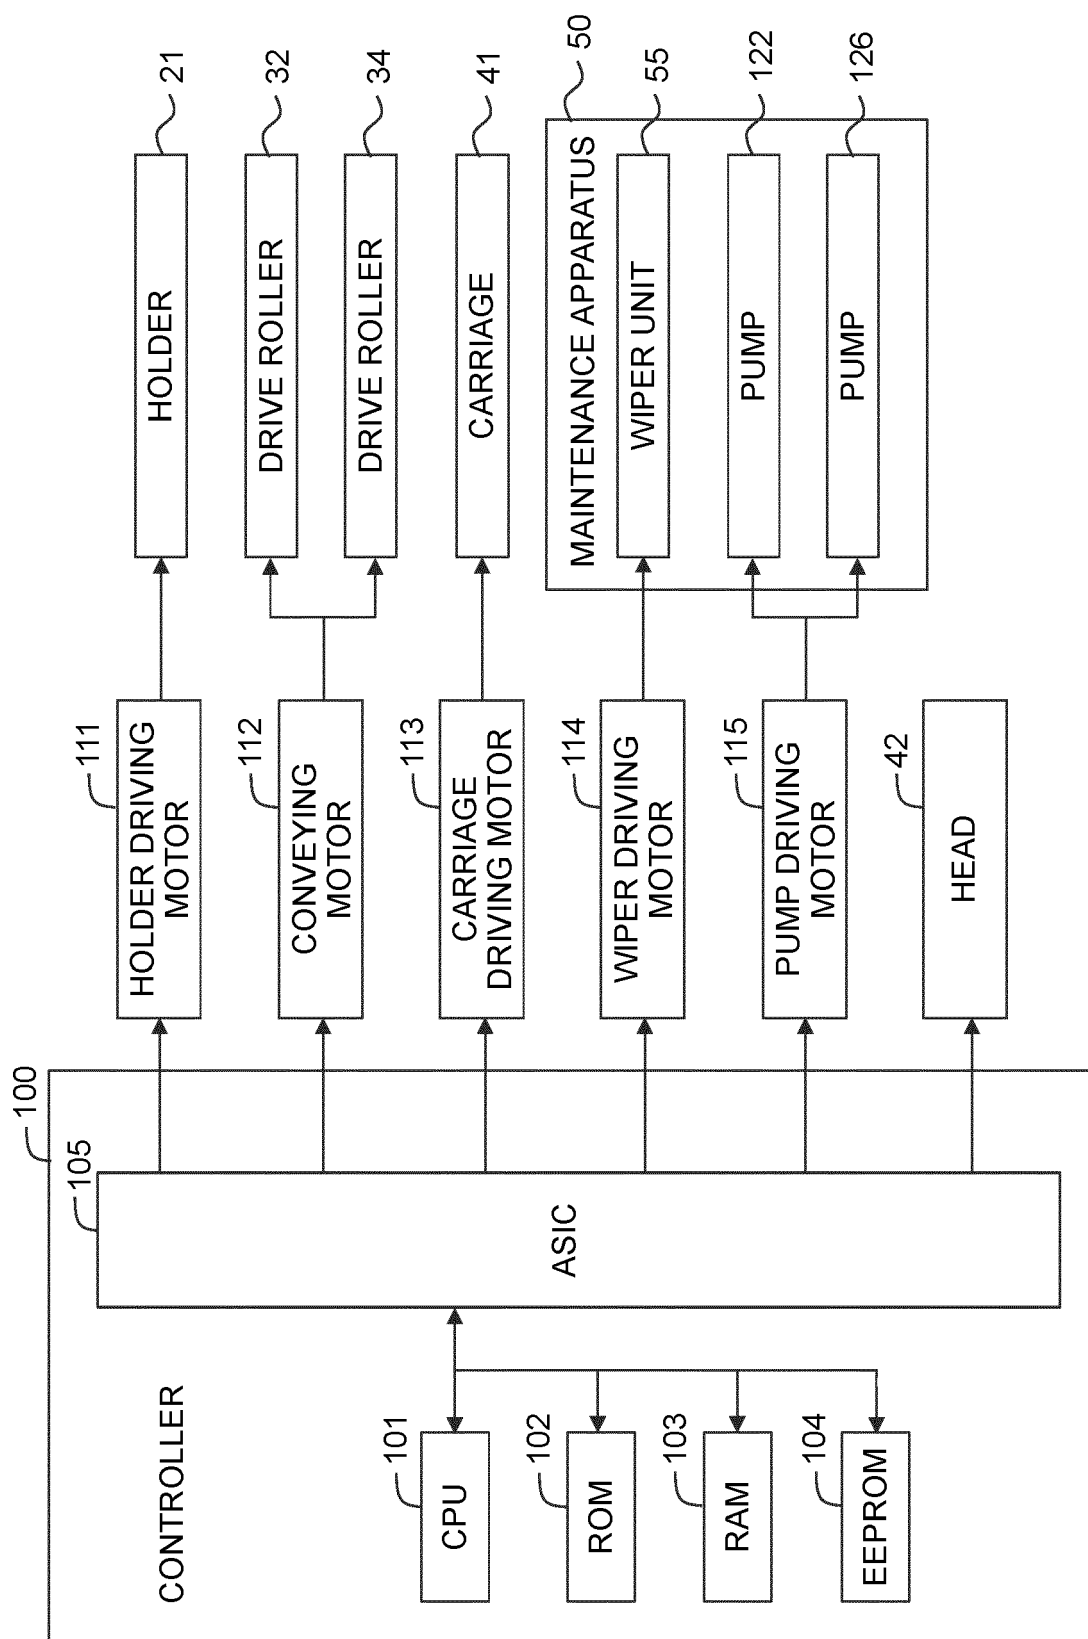 100
CONTROLLER
105
ASIC
101
CPU
102
ROM
103
RAM
104
EEPROM
111
HOLDER DRIVING
MOTOR
112
CONVEYING
MOTOR
113
CARRIAGE
DRIVING MOTOR
114
WIPER DRIVING
MOTOR
115
PUMP DRIVING
MOTOR
42
HEAD
HOLDER
21
DRIVE ROLLER
32
DRIVE ROLLER
34
CARRIAGE
41
50
MAINTENANCE APPARATUS
WIPER UNIT
55
PUMP
122
PUMP
126